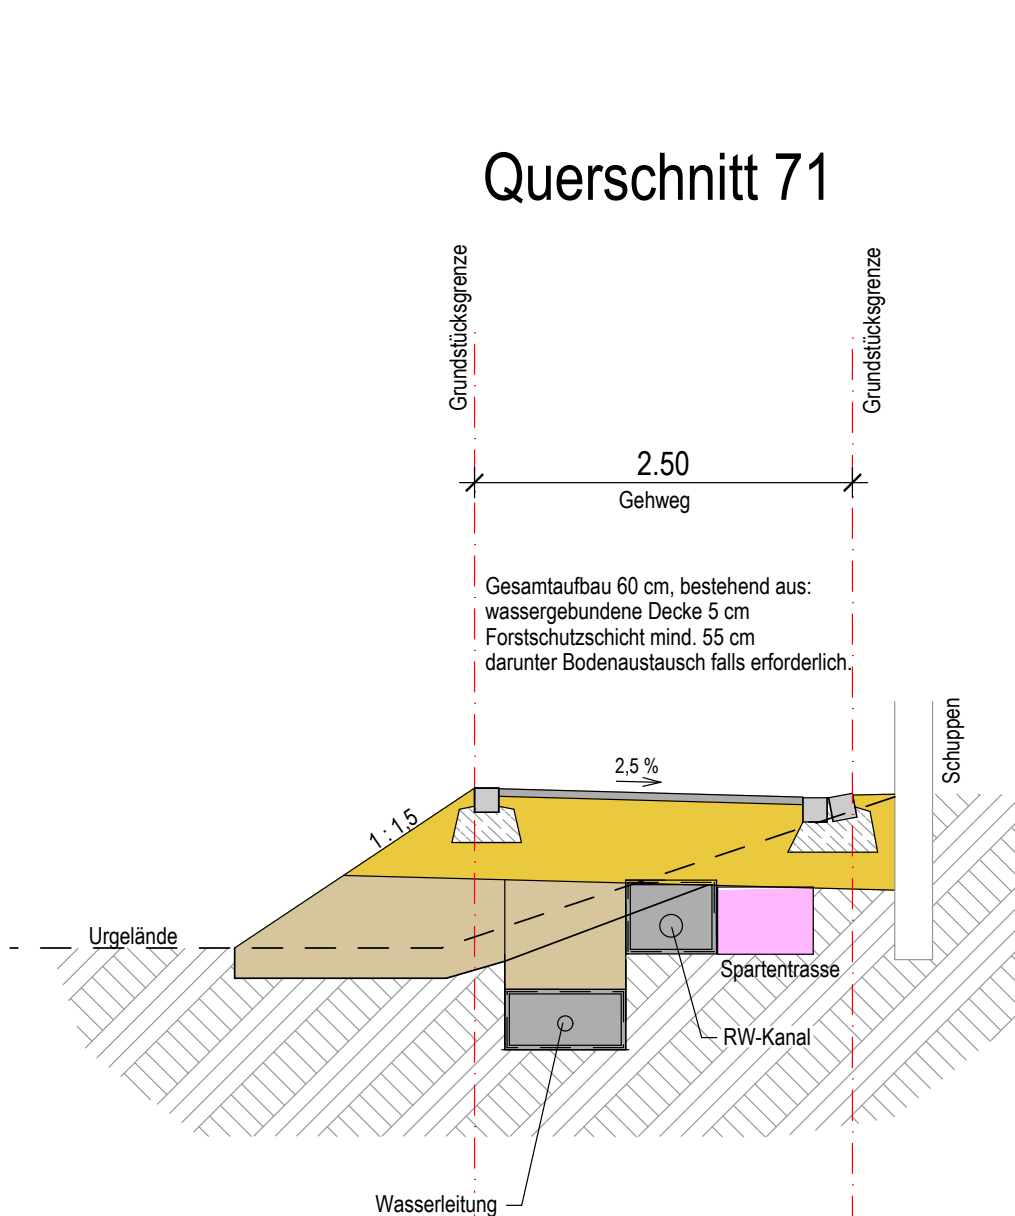 Querschnitt 71
Grundstücksgrenze
Grundstücksgrenze
2.50
Gehweg
Gesamtaufbau 60 cm, bestehend aus:
wassergebundene Decke 5 cm
Forstschutzschicht mind. 55 cm
darunter Bodenaustausch falls erforderlich.
Schuppen
2,5 %
1 : 1,5
Urgelände
Spartentrasse
RW-Kanal
Wasserleitung